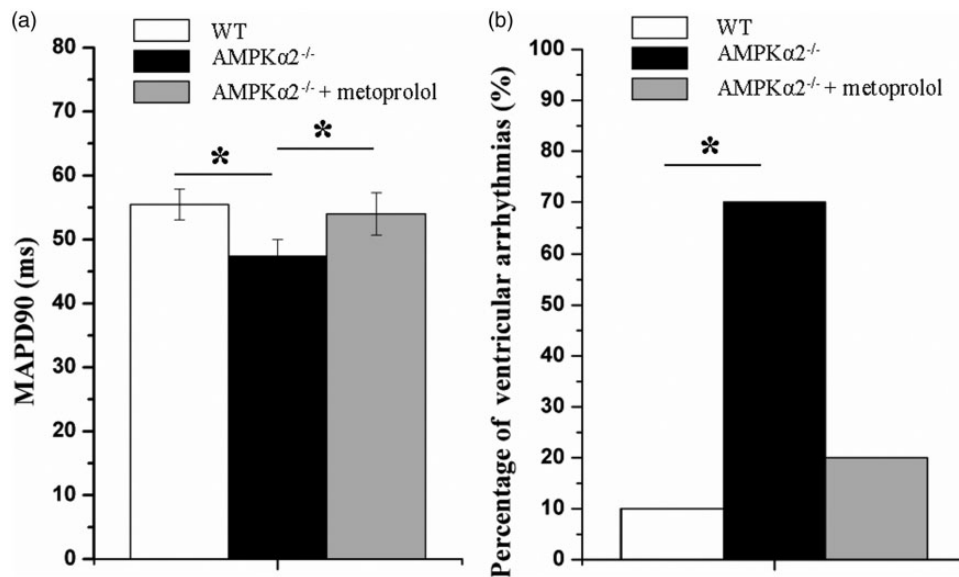 (a)
WT
AMPKα2-/-
AMPKα2-/- + metoprolol
80
70
60
50
40
30
20
10
0
MAPD90 (ms)
*
*
(b)
WT
AMPKα2-/-
AMPKα2-/- + metoprolol
100
90
80
70
60
50
40
30
20
10
0
Percentage of ventricular arrhythmias (%)
*